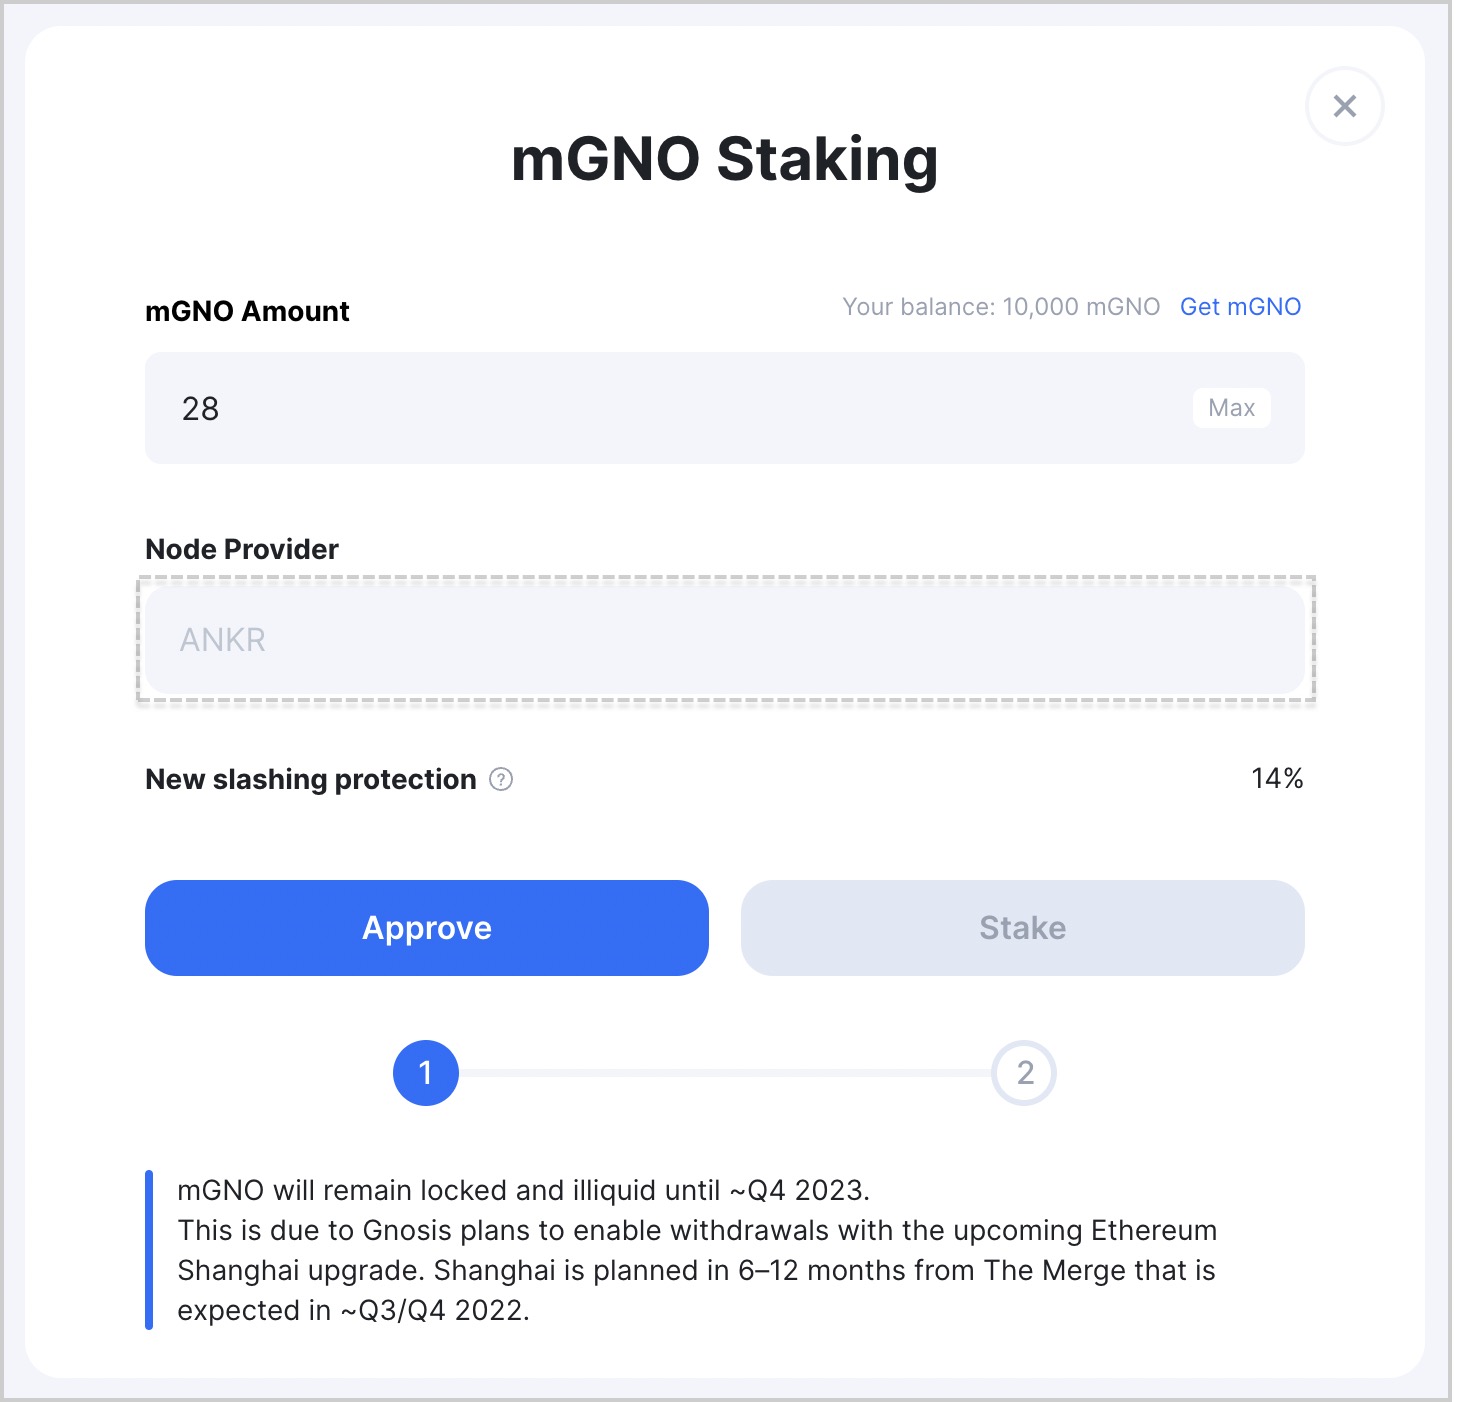 mGNO Staking
mGNO Amount
Your balance: 10,000 mGNO Get mGNO
28
Max
Node Provider
ANKR
New slashing protection ?
14%
Approve
Stake
1
2
mGNO will remain locked and illiquid until ~Q4 2023.
This is due to Gnosis plans to enable withdrawals with the upcoming Ethereum
Shanghai upgrade. Shanghai is planned in 6–12 months from The Merge that is
expected in ~Q3/Q4 2022.